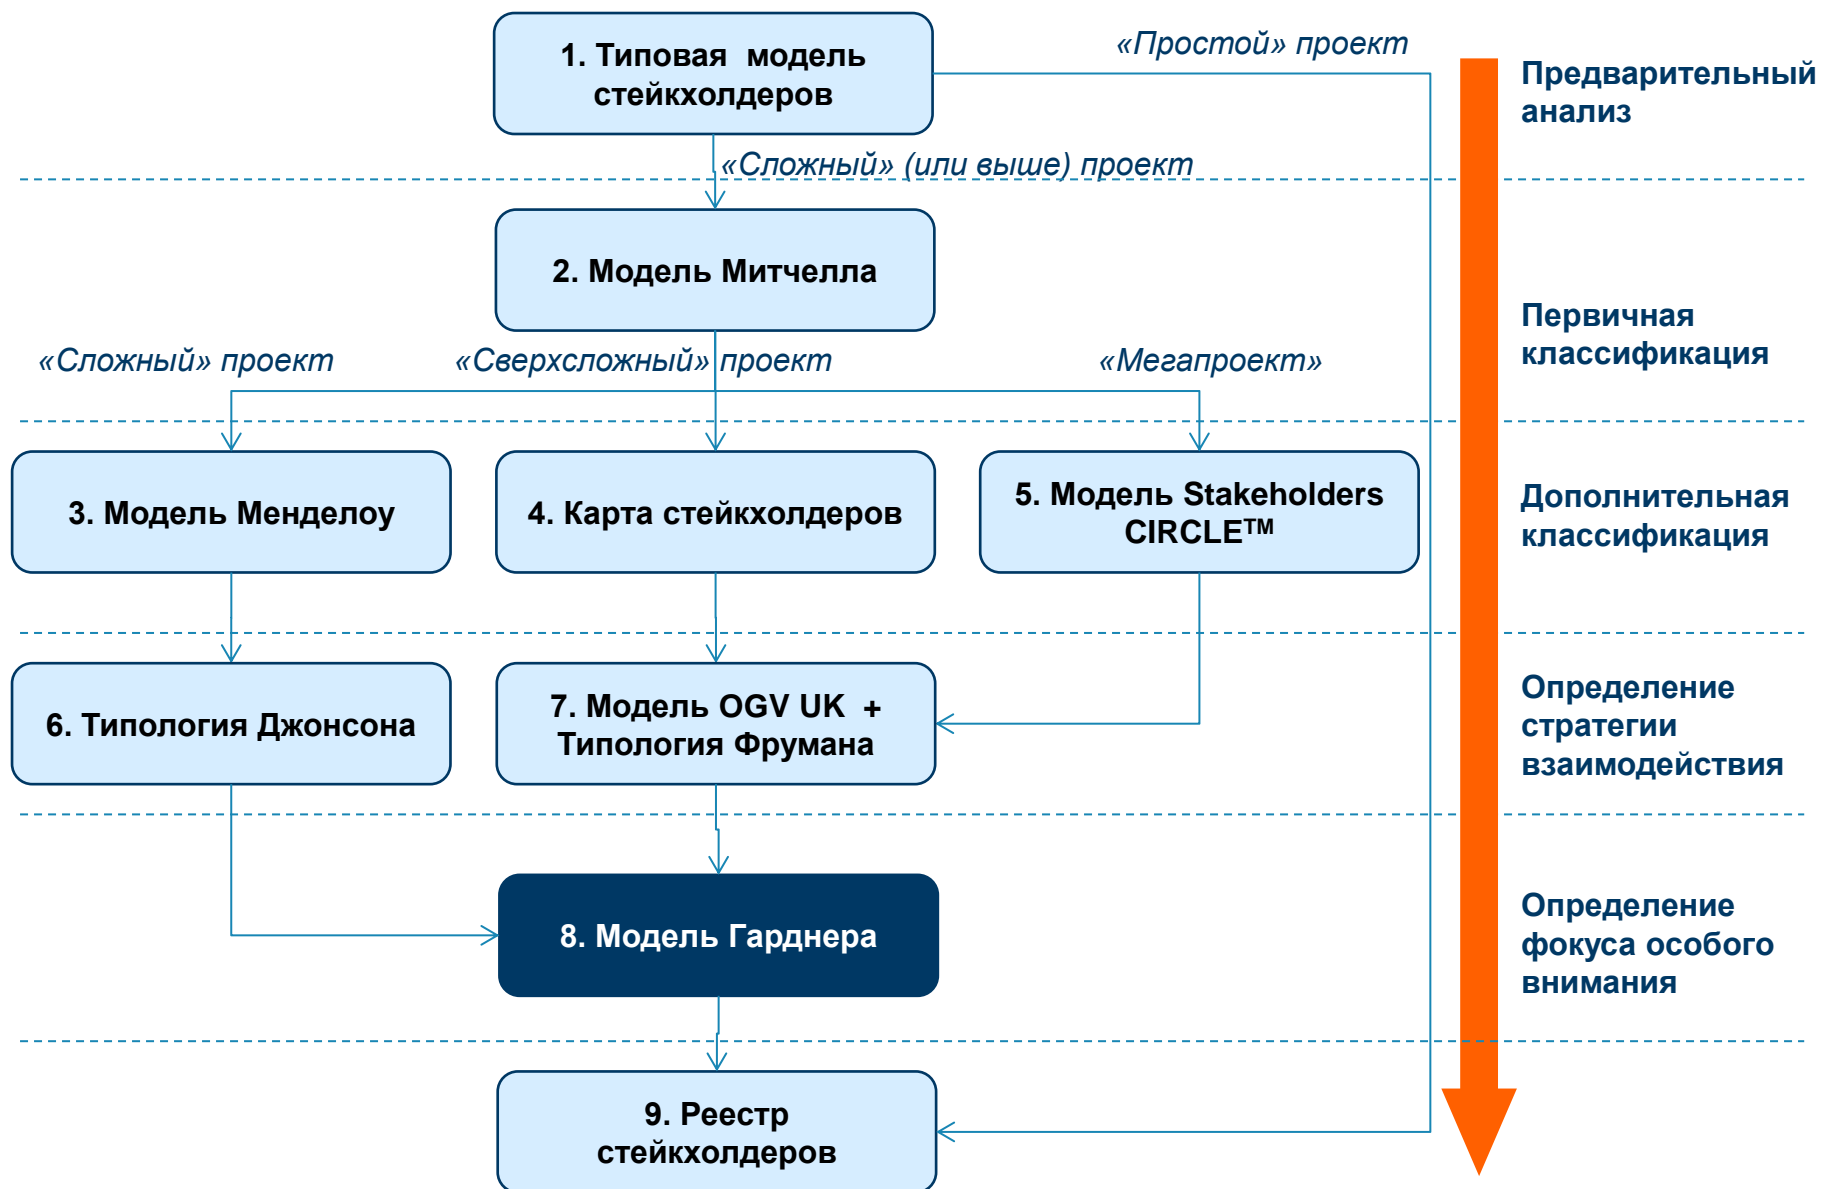 1. Типовая модель
стейкхолдеров
«Простой» проект
Предварительный
анализ
«Сложный» (или выше) проект
2. Модель Митчелла
Первичная
классификация
«Сложный» проект
«Сверхсложный» проект
«Мегапроект»
3. Модель Менделоу
4. Карта стейкхолдеров
5. Модель Stakeholders
CIRCLE™
Дополнительная
классификация
6. Типология Джонсона
7. Модель OGV UK +
Типология Фрумана
Определение
стратегии
взаимодействия
8. Модель Гарднера
Определение
фокуса особого
внимания
9. Реестр
стейкхолдеров